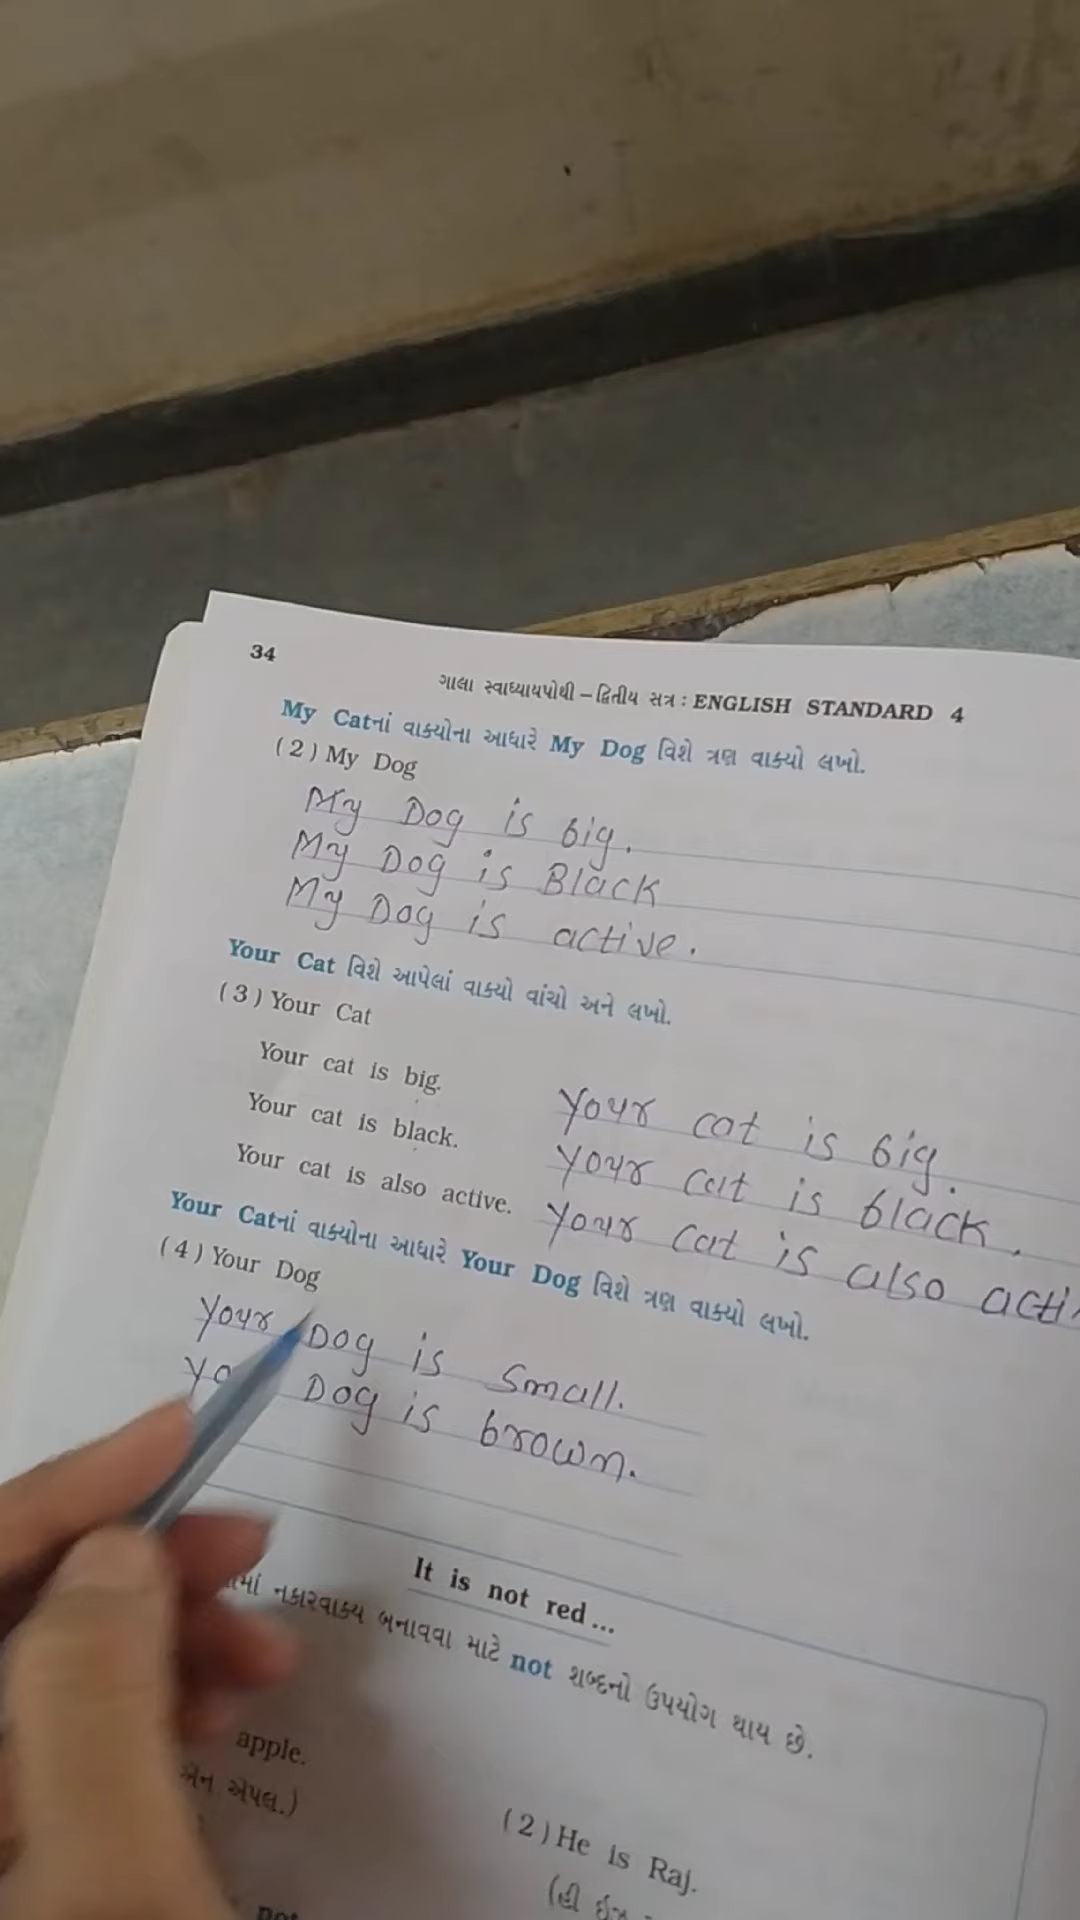 34
ગાલા સ્વાધ્યાયપોથી – દ્વિતીય સત્ર : ENGLISH STANDARD 4
My Catનાં વાક્યોના આધારે My Dog વિશે ત્રણ વાક્યો લખો.
(2) My Dog
My Dog is big.
My Dog is Black
My Dog is active.
Your Cat વિશે આપેલાં વાક્યો વાંચો અને લખો.
(3) Your Cat
Your cat is big.
Your cat is big.
Your cat is black.
Your cat is black.
Your cat is also active.
Your cat is also
Your Catનાં વાક્યોના આધારે Your Dog વિશે ત્રણ વાક્યો લખો.
(4) Your Dog
Your Dog is small.
Dog is brown.
It is not red...
નકારવાક્ય બનાવવા માટે not શબ્દનો ઉપયોગ થાય છે.
apple.
એન એપલ.)
(2) He is Raj.
(હી ઇઝ
not